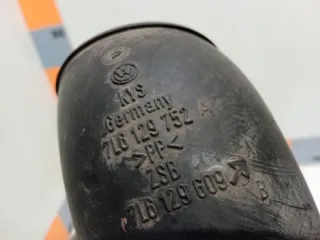 KYS
Germany
7L6 129 752 A
>PP<
ZSB
7L6 129 609
B